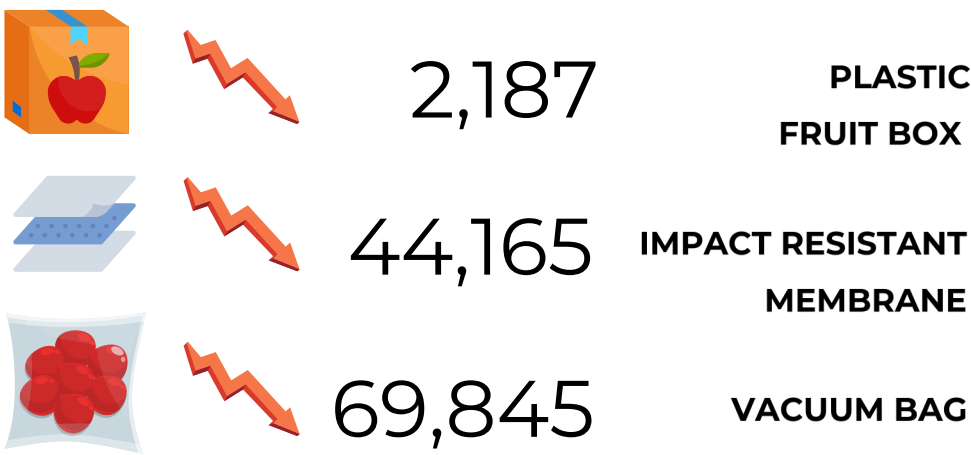 2,187
PLASTIC
FRUIT BOX
44,165
IMPACT RESISTANT
MEMBRANE
69,845
VACUUM BAG